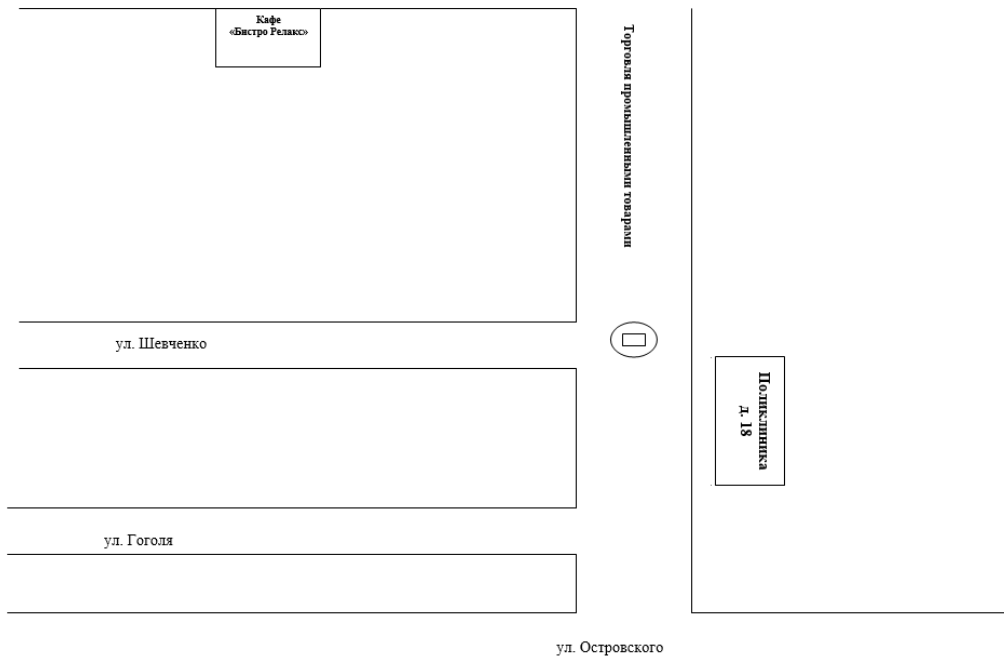 Кафе
«Бистро Релакс»
Торговля промышленными товарами
ул. Шевченко
Поликлиника
д. 18
ул. Гоголя
ул. Островского